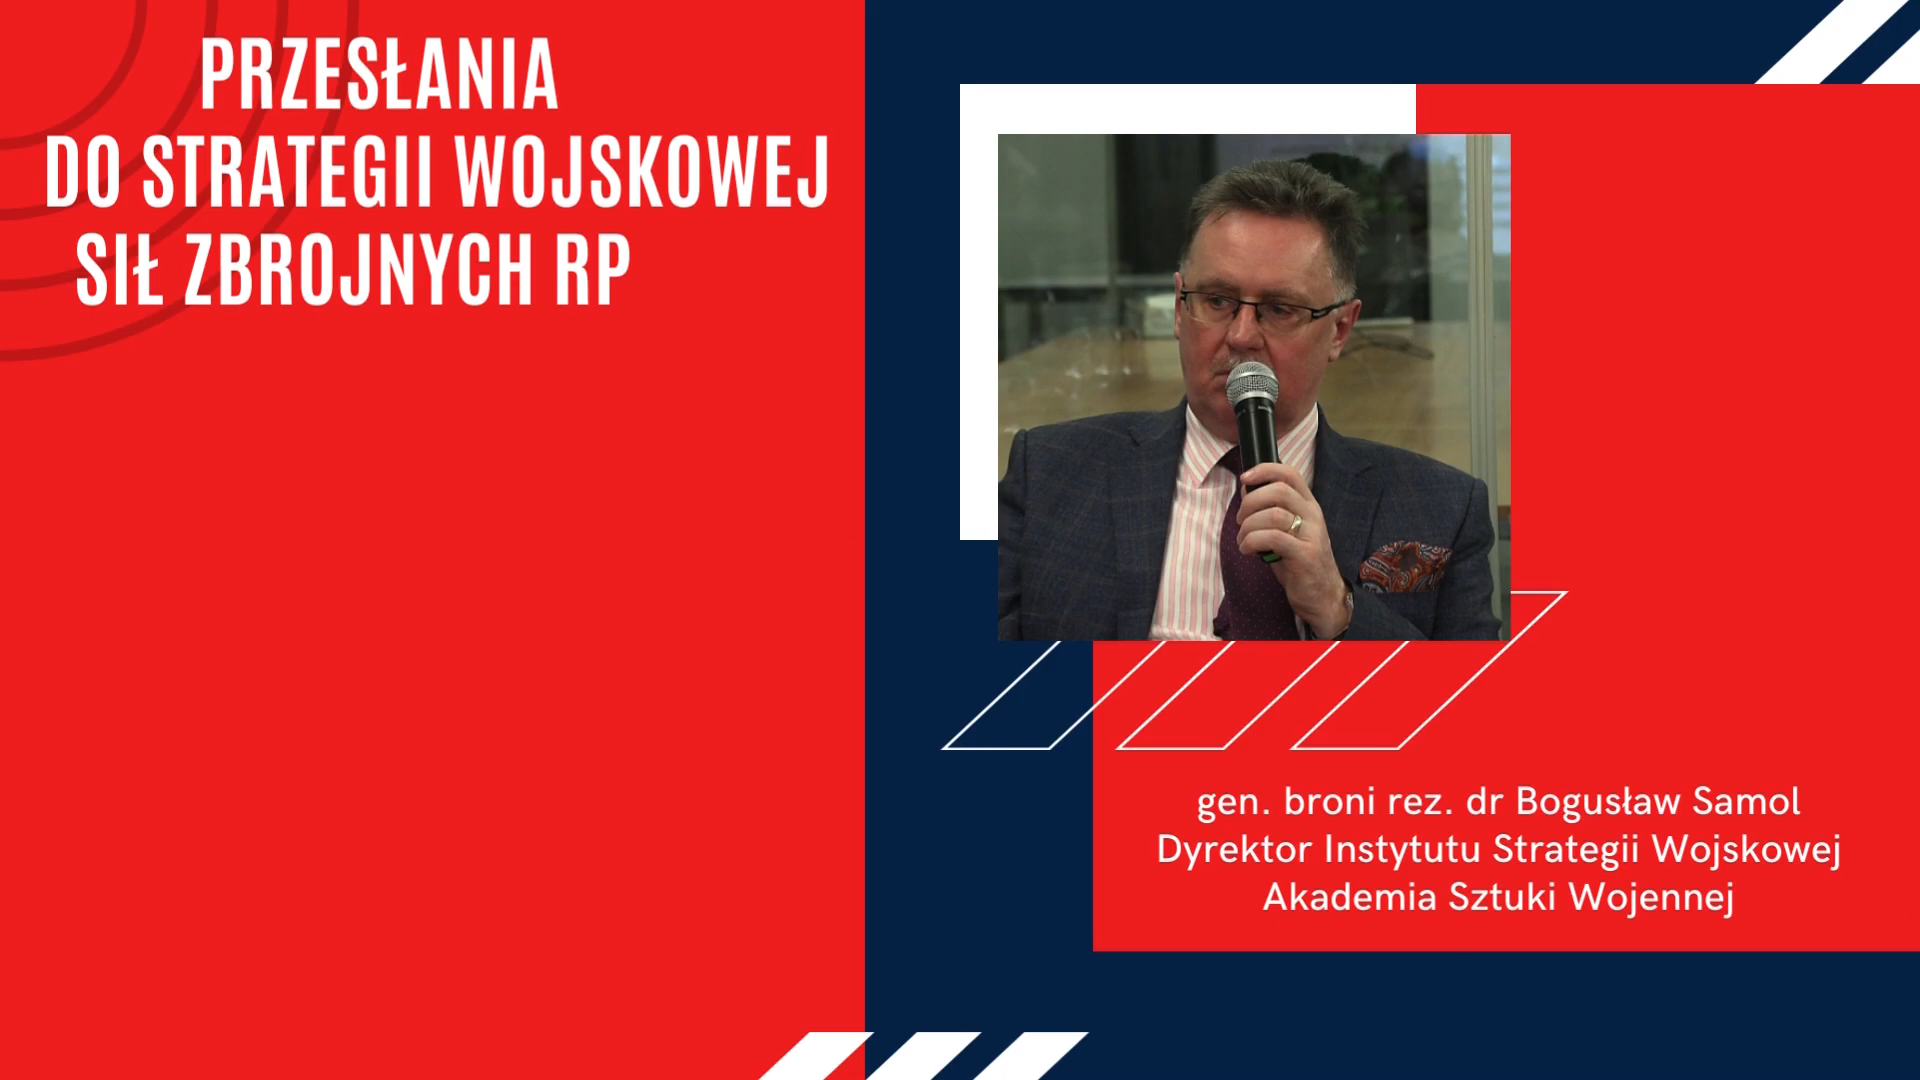 PRZESŁANIA
DO STRATEGII WOJSKOWEJ
SIŁ ZBROJNYCH RP
gen. broni rez. dr Bogusław Samol
Dyrektor Instytutu Strategii Wojskowej
Akademia Sztuki Wojennej